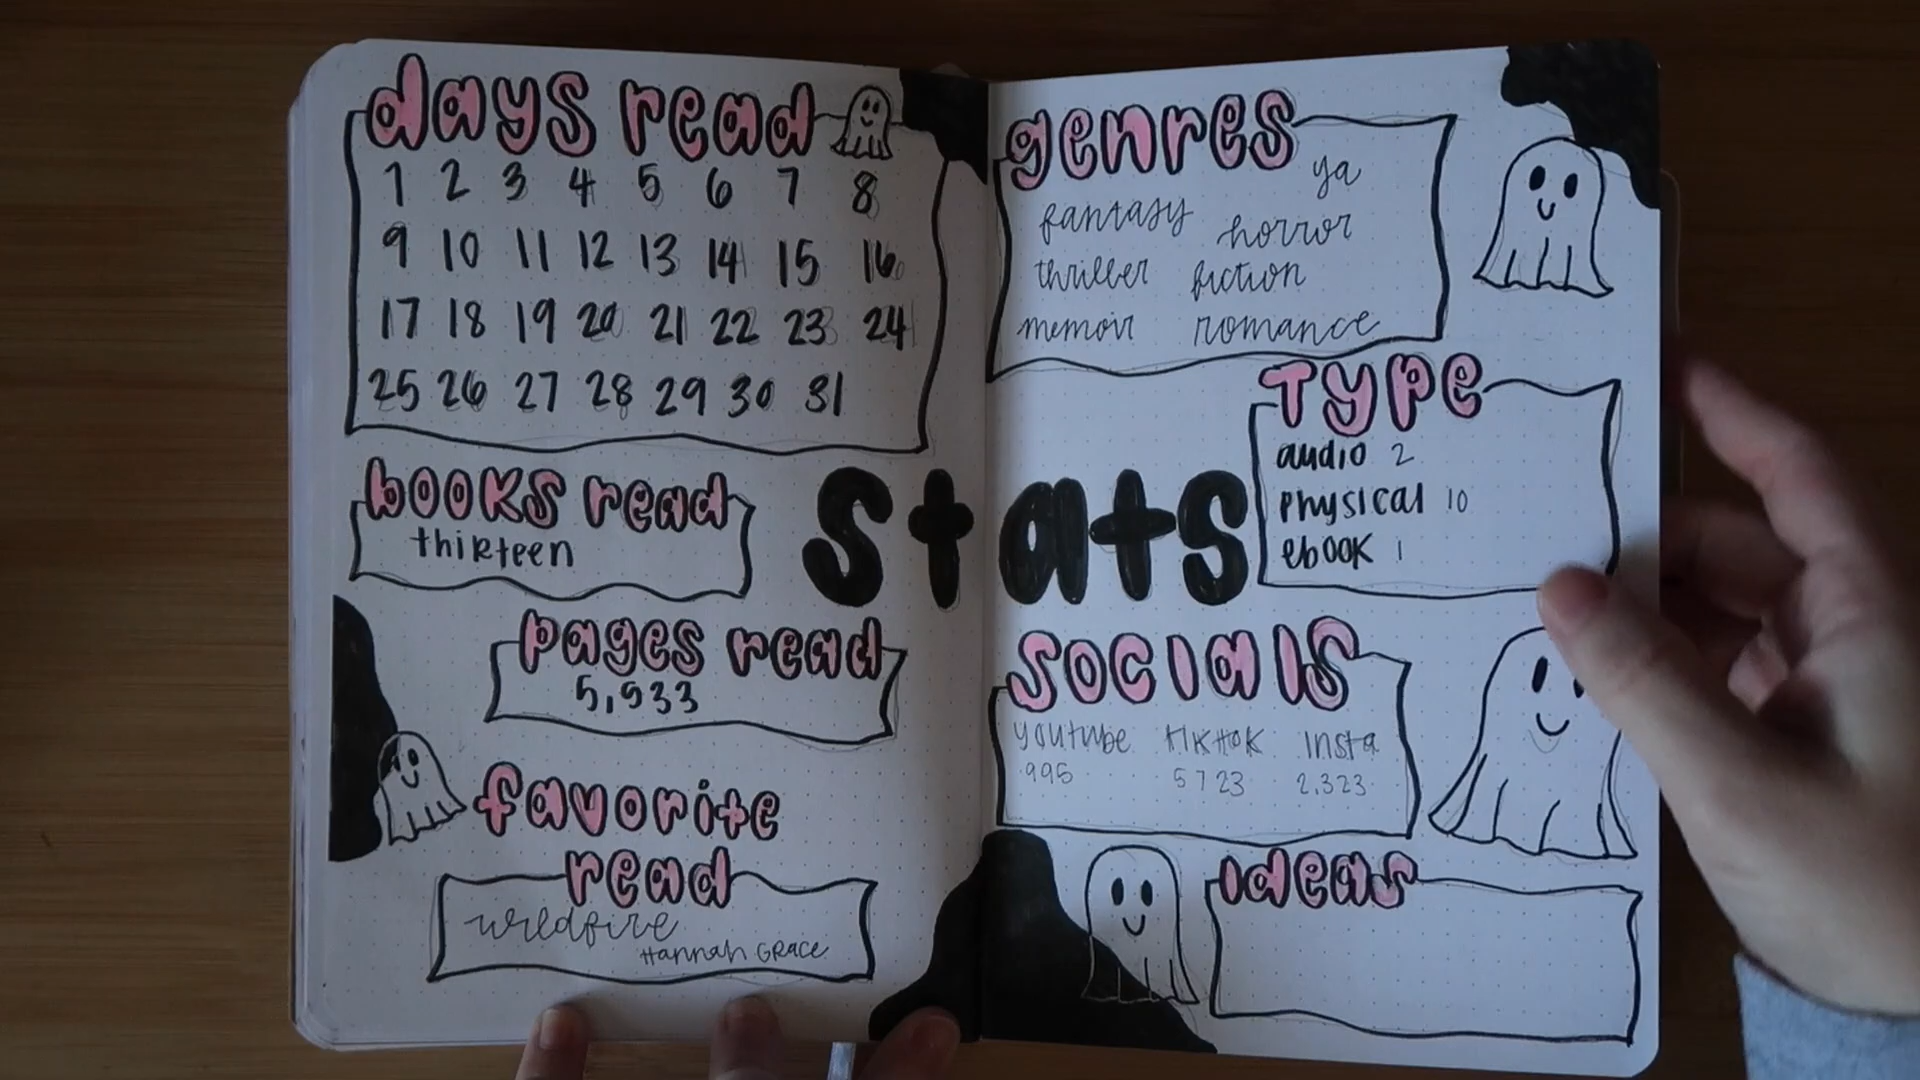 days read
1 2 3 4 5 6 7 8
9 10 11 12 13 14 15 16
17 18 19 20 21 22 23 24
25 26 27 28 29 30 31
books read
thirteen
pages read
5,533
favorite
read
wildfire
Hannah Grace
stats
genres
ya
fantasy horror
thriller fiction
memoir romance
Type
audio 2
physical 10
ebook 1
socials
youtube tiktok insta
995 5723 2,323
ideas